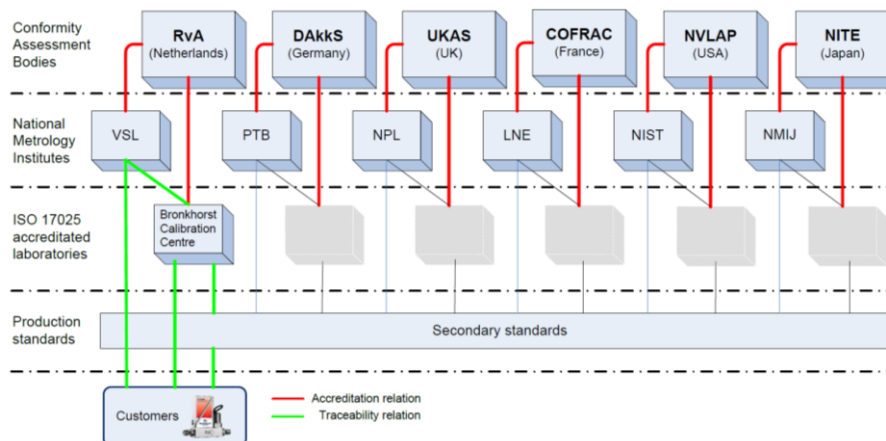 Conformity
Assessment
Bodies
RvA
(Netherlands)
DAkkS
(Germany)
UKAS
(UK)
COFRAC
(France)
NVLAP
(USA)
NITE
(Japan)
National
Metrology
Institutes
VSL
PTB
NPL
LNE
NIST
NMIJ
ISO 17025
accredited
laboratories
Bronkhorst
Calibration
Centre
Production
standards
Secondary standards
Customers
Accreditation relation
Traceability relation